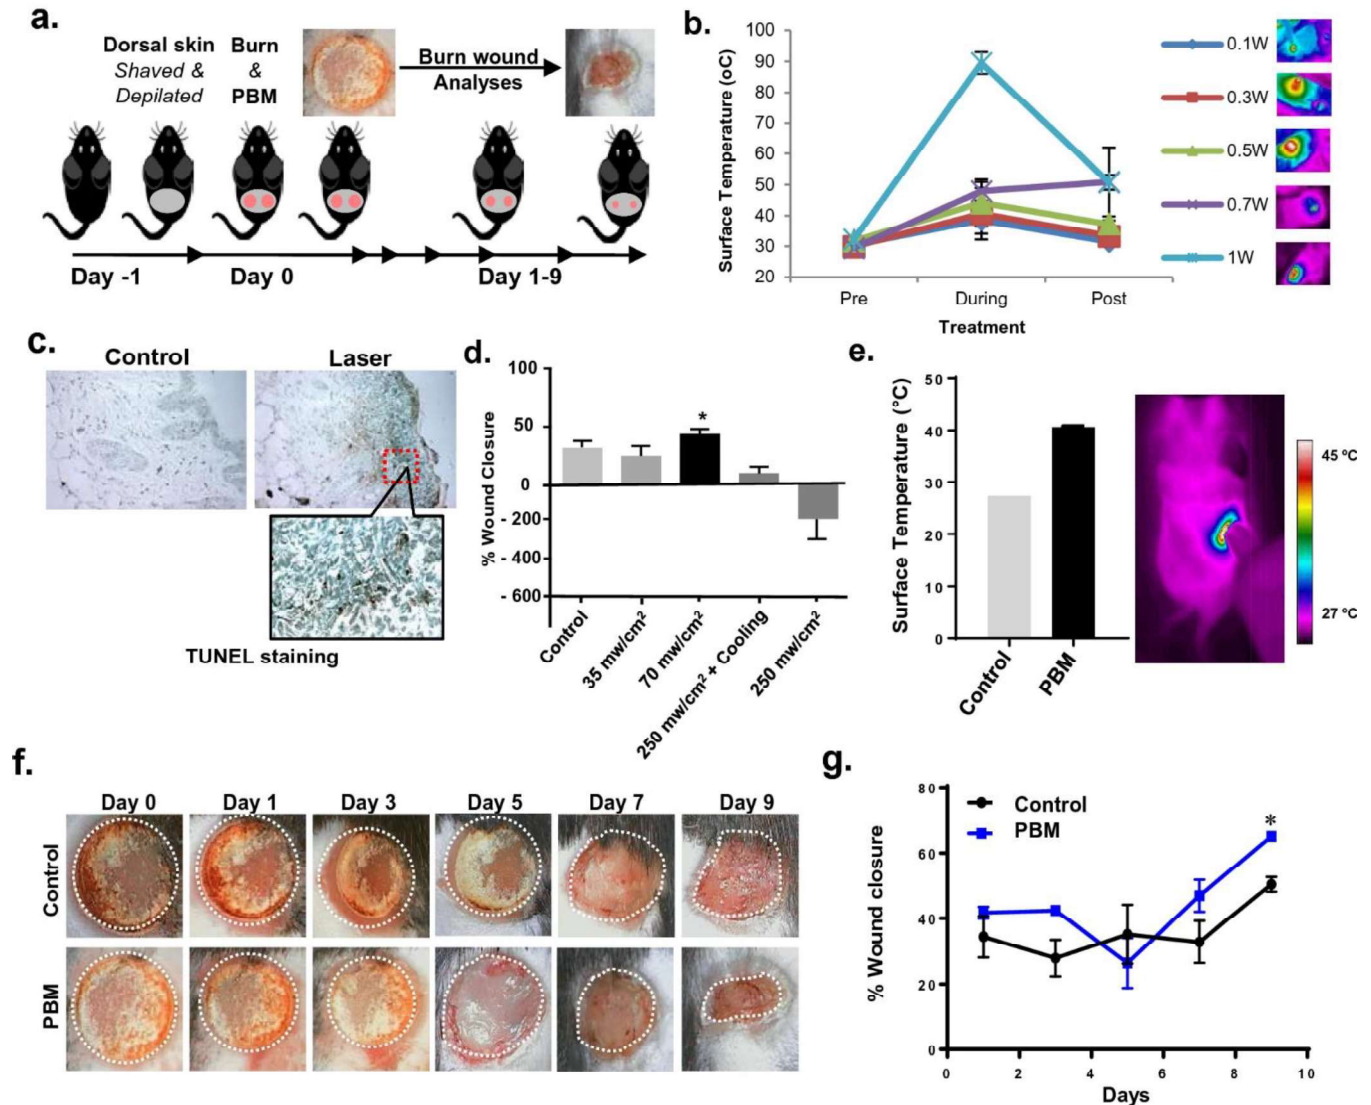 a.
Dorsal skin
Shaved &
Depilated
Burn
&
PBM
Burn wound
Analyses
Day -1
Day 0
Day 1-9
b.
Surface Temperature (oC)
100
90
80
70
60
50
40
30
20
Pre
During
Post
Treatment
0.1W
0.3W
0.5W
0.7W
1W
c.
Control
Laser
TUNEL staining
d.
% Wound Closure
100
50
0
- 200
- 400
- 600
*
Control
35 mw/cm²
70 mw/cm²
250 mw/cm² + Cooling
250 mw/cm²
e.
Surface Temperature (°C)
50
40
30
20
10
0
Control
PBM
45 ºC
27 ºC
f.
Day 0 Day 1 Day 3 Day 5 Day 7 Day 9
Control
PBM
g.
% Wound closure
80
60
40
20
0
Control
PBM
*
0 2 4 6 8 10
Days